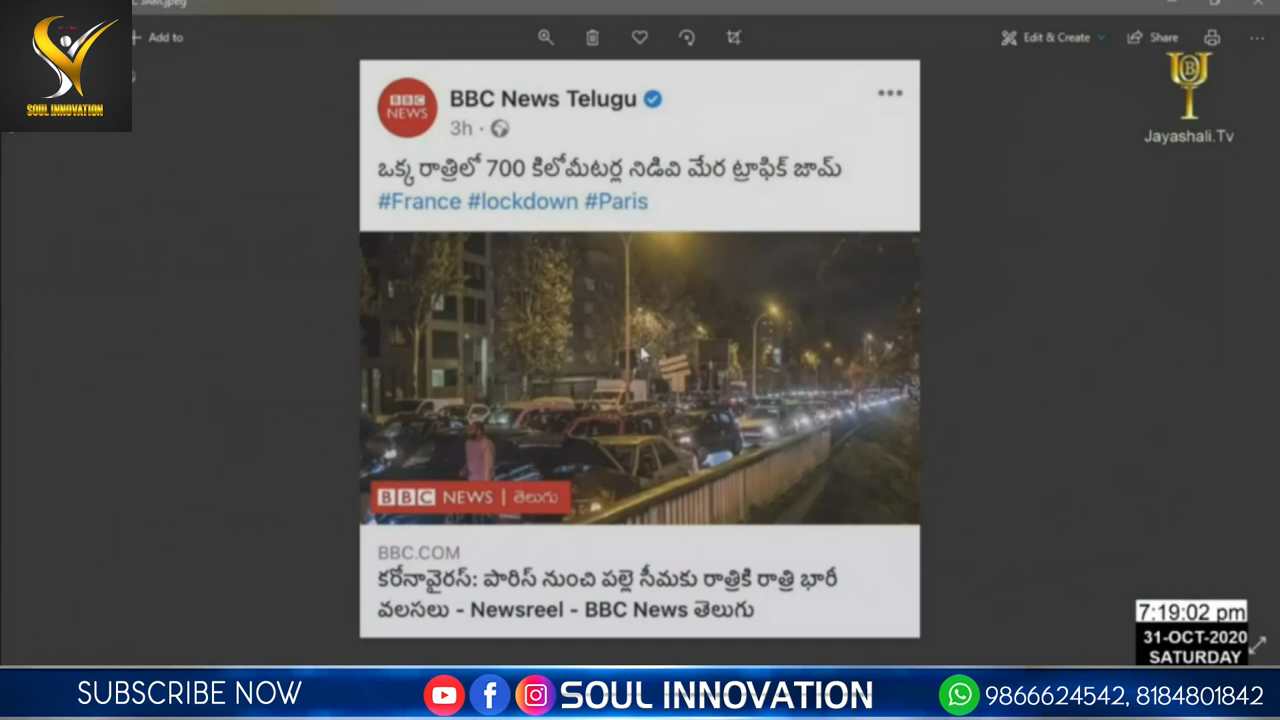 Add to
Edit & Create
Share
SOUL INNOVATION
Jayashali.Tv
BBC NEWS
BBC News Telugu
3h ·
ఒక్క రాత్రిలో 700 కిలోమీటర్ల నిడివి మేర ట్రాఫిక్ జామ్
#France #lockdown #Paris
BBC NEWS | తెలుగు
BBC.COM
కరోనావైరస్: పారిస్ నుంచి పల్లె సీమకు రాత్రికి రాత్రి భారీ
వలసలు - Newsreel - BBC News తెలుగు
7:19:02 pm
31-OCT-2020
SATURDAY
SUBSCRIBE NOW
SOUL INNOVATION
9866624542, 8184801842